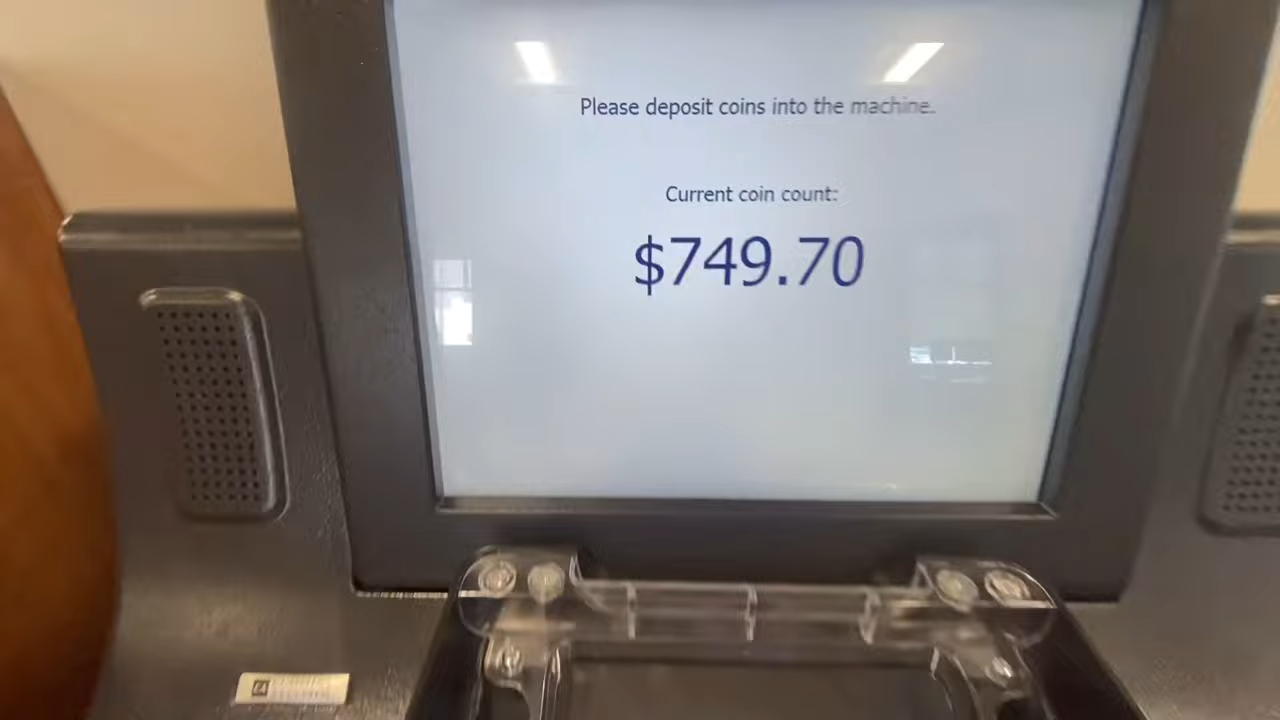 Please deposit coins into the machine.
Current coin count:
$749.70